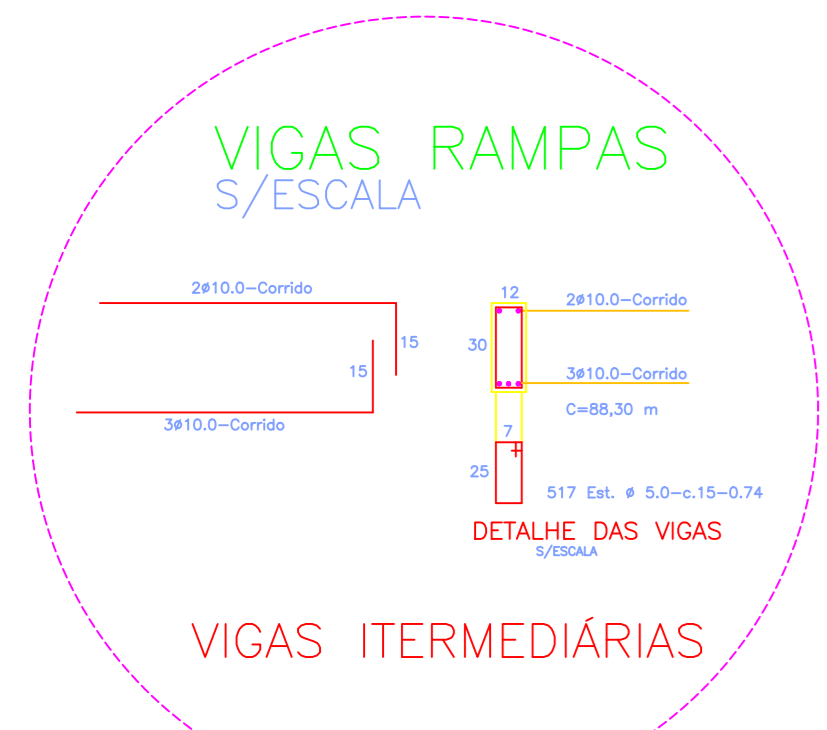 VIGAS RAMPAS
S/ESCALA
2ø10.0-Corrido
15
15
3ø10.0-Corrido
12
2ø10.0-Corrido
30
3ø10.0-Corrido
C=88,30 m
7
25
517 Est. ø 5.0-c.15-0.74
DETALHE DAS VIGAS
S/ESCALA
VIGAS ITERMEDIÁRIAS